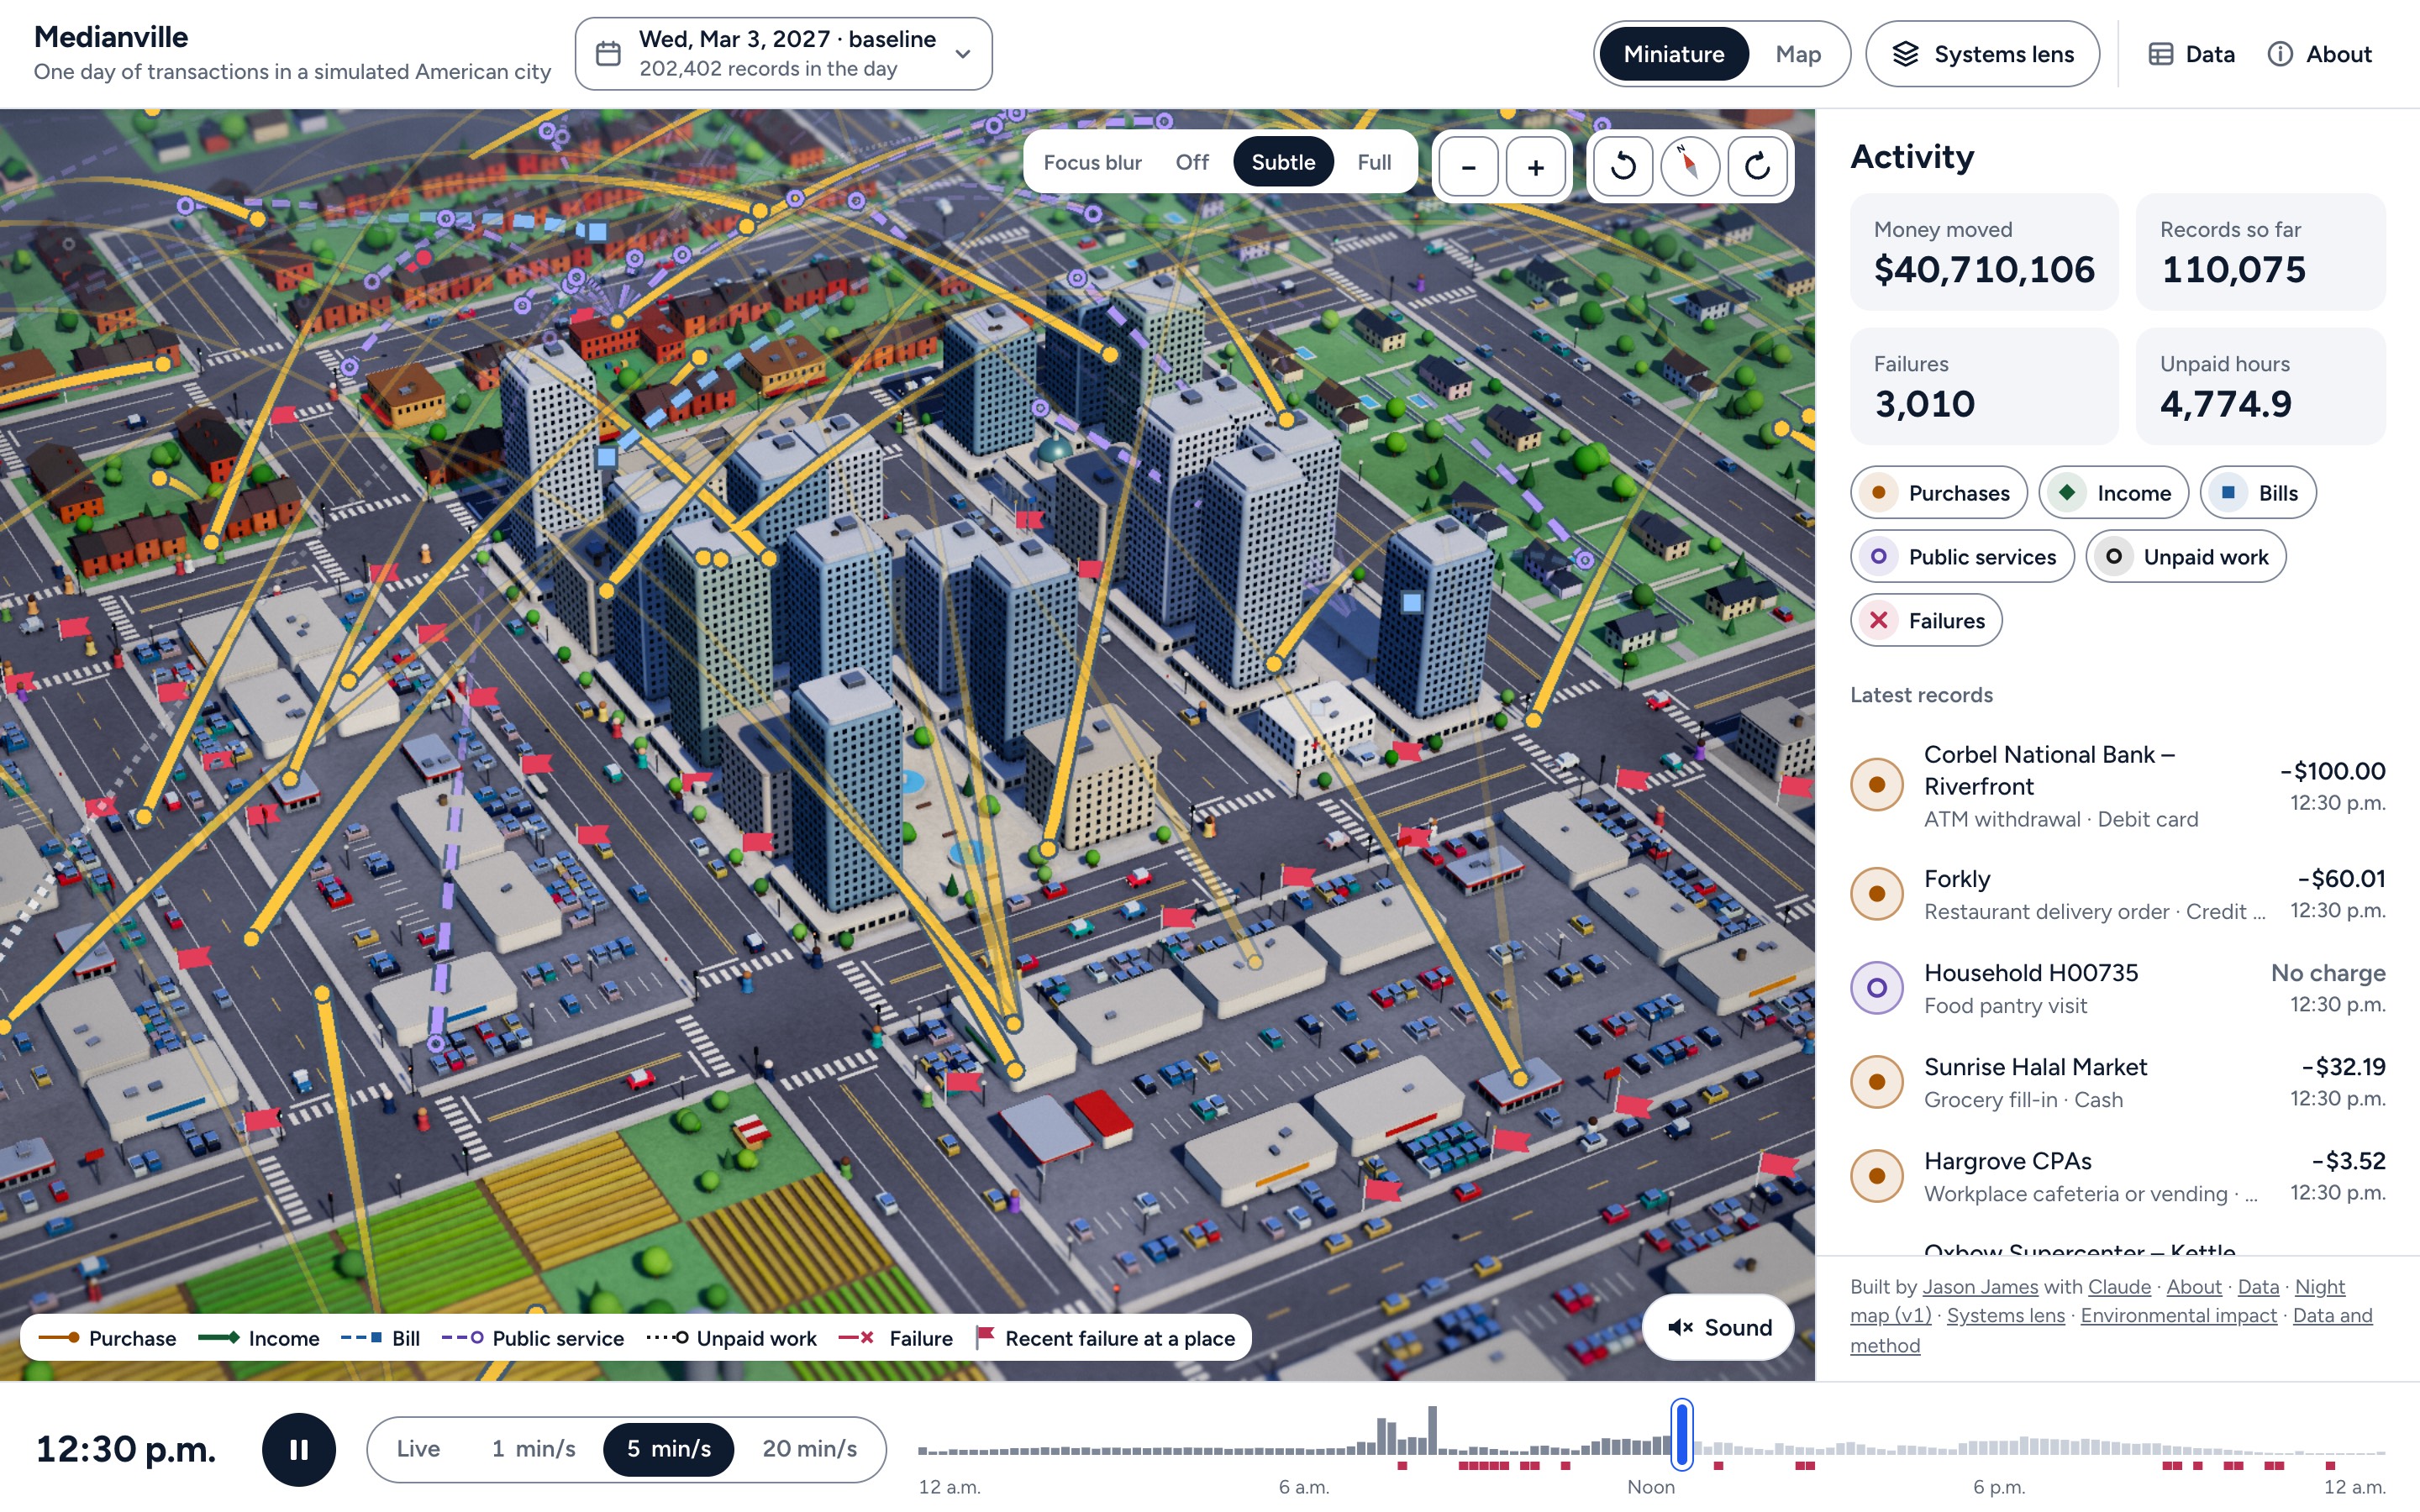 Medianville
One day of transactions in a simulated American city
Wed, Mar 3, 2027 · baseline
202,402 records in the day
Miniature
Map
Systems lens
Data
About
Focus blur
Off
Subtle
Full
−
+
N
Activity
Money moved
$40,710,106
Records so far
110,075
Failures
3,010
Unpaid hours
4,774.9
Purchases
Income
Bills
Public services
Unpaid work
Failures
Latest records
Corbel National Bank –
Riverfront
ATM withdrawal · Debit card
−$100.00
12:30 p.m.
Forkly
Restaurant delivery order · Credit ...
−$60.01
12:30 p.m.
Household H00735
Food pantry visit
No charge
12:30 p.m.
Sunrise Halal Market
Grocery fill-in · Cash
−$32.19
12:30 p.m.
Hargrove CPAs
Workplace cafeteria or vending · ...
−$3.52
12:30 p.m.
Oxbow Supercenter – Kettle
Built by Jason James with Claude · About · Data · Night
map (v1) · Systems lens · Environmental impact · Data and
method
Purchase
Income
Bill
Public service
Unpaid work
Failure
Recent failure at a place
Sound
12:30 p.m.
Live
1 min/s
5 min/s
20 min/s
12 a.m.
6 a.m.
Noon
6 p.m.
12 a.m.